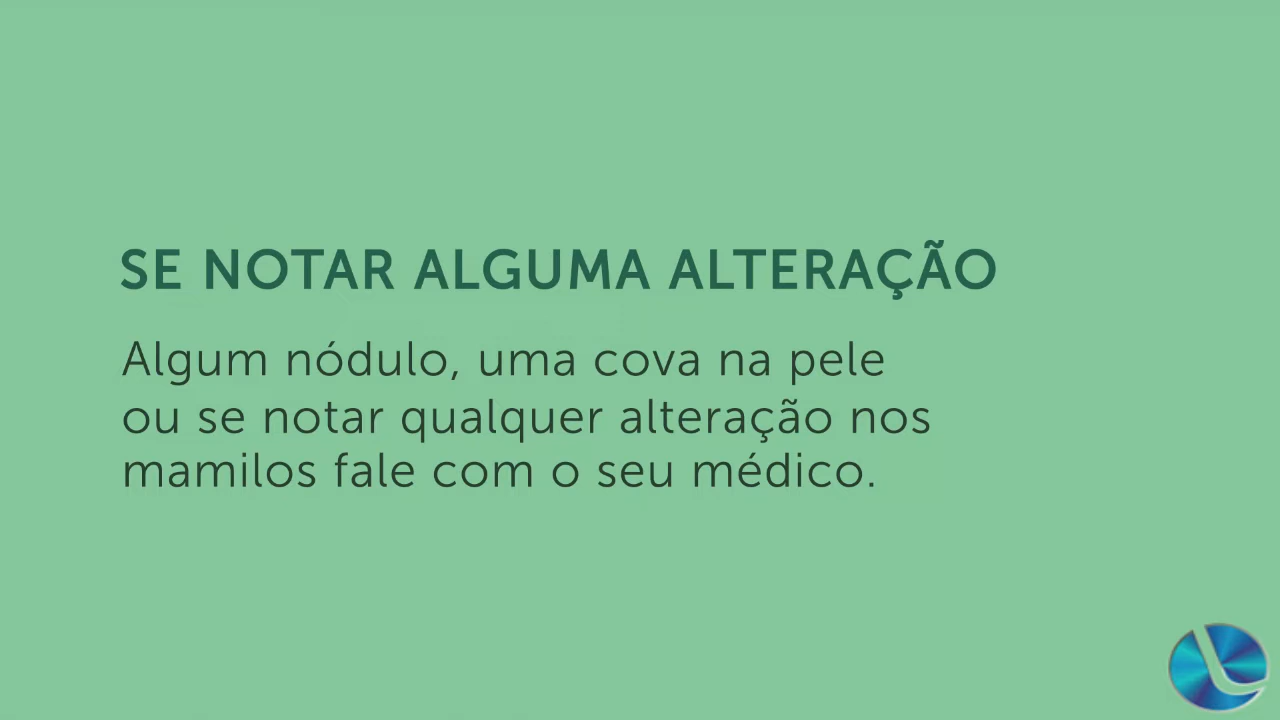 SE NOTAR ALGUMA ALTERAÇÃO
Algum nódulo, uma cova na pele
ou se notar qualquer alteração nos
mamilos fale com o seu médico.